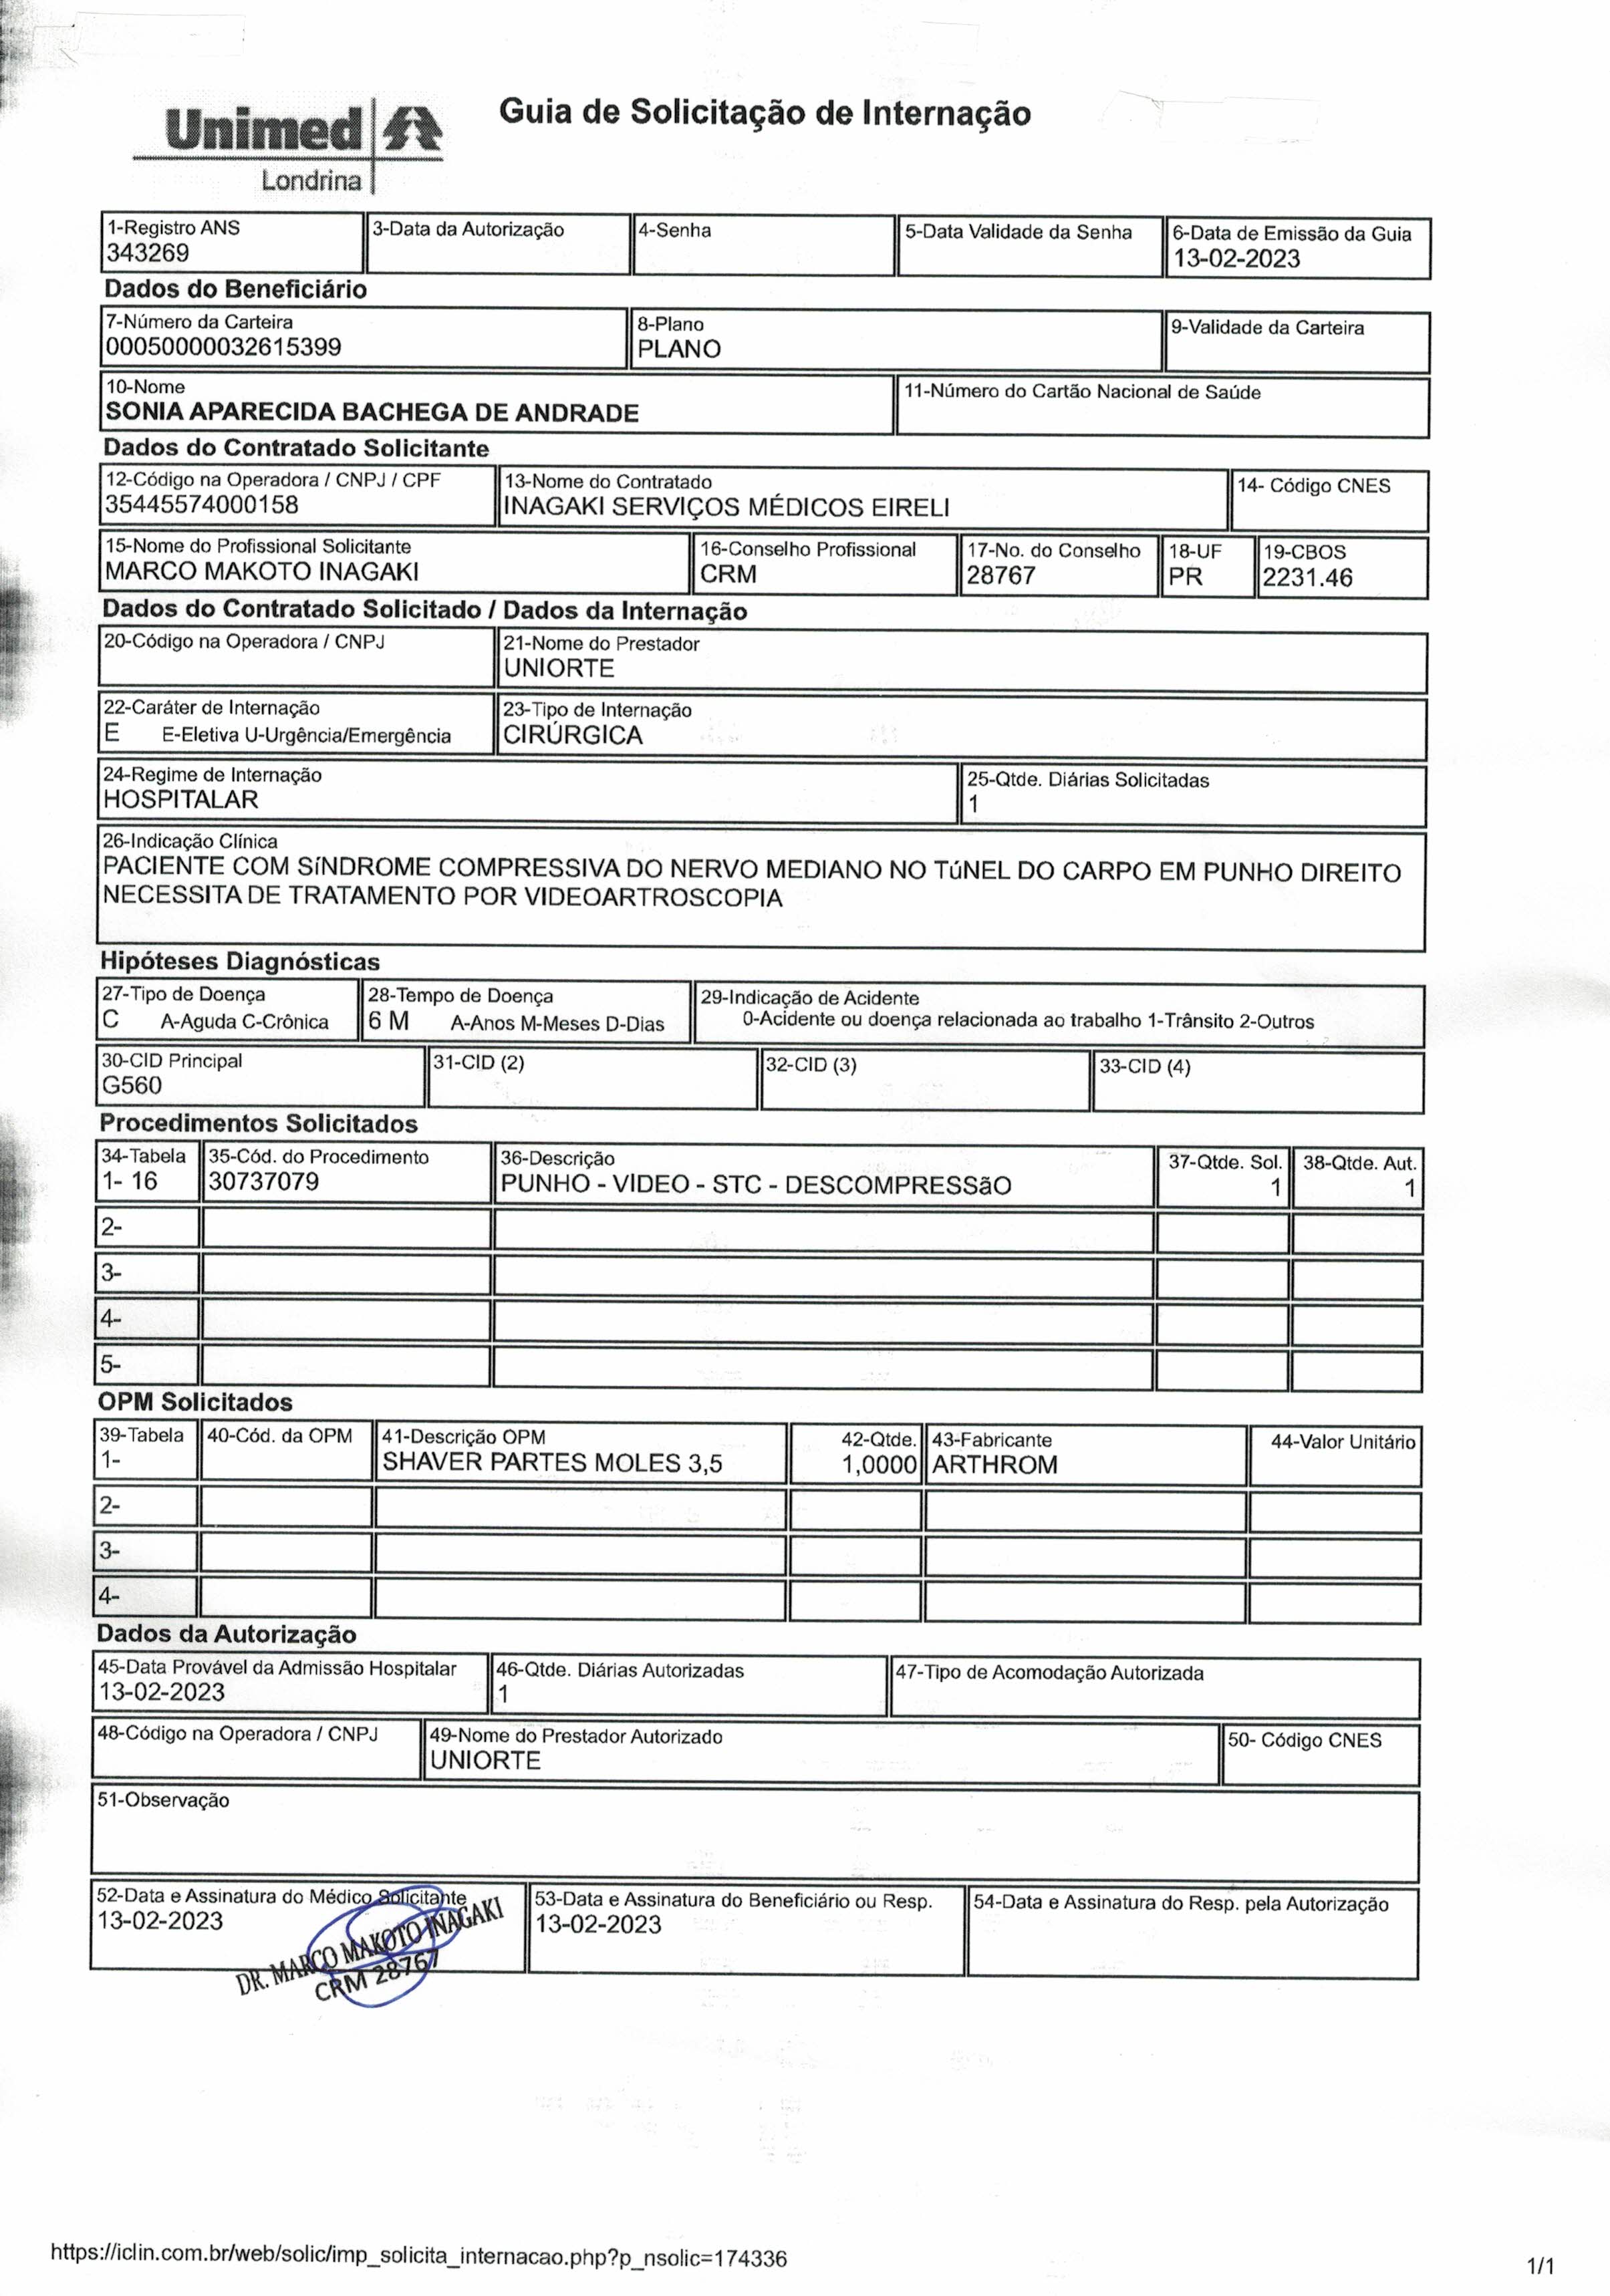 Unimed
Londrina
Guia de Solicitação de Internação
1-Registro ANS
343269
3-Data da Autorização
4-Senha
5-Data Validade da Senha
6-Data de Emissão da Guia
13-02-2023
Dados do Beneficiário
7-Número da Carteira
00050000032615399
8-Plano
PLANO
9-Validade da Carteira
10-Nome
SONIA APARECIDA BACHEGA DE ANDRADE
11-Número do Cartão Nacional de Saúde
Dados do Contratado Solicitante
12-Código na Operadora / CNPJ / CPF
35445574000158
13-Nome do Contratado
INAGAKI SERVIÇOS MÉDICOS EIRELI
14- Código CNES
15-Nome do Profissional Solicitante
MARCO MAKOTO INAGAKI
16-Conselho Profissional
CRM
17-No. do Conselho
28767
18-UF
PR
19-CBOS
2231.46
Dados do Contratado Solicitado / Dados da Internação
20-Código na Operadora / CNPJ
21-Nome do Prestador
UNIORTE
22-Caráter de Internação
E E-Eletiva U-Urgência/Emergência
23-Tipo de Internação
CIRÚRGICA
24-Regime de Internação
HOSPITALAR
25-Qtde. Diárias Solicitadas
1
26-Indicação Clínica
PACIENTE COM SíNDROME COMPRESSIVA DO NERVO MEDIANO NO TúNEL DO CARPO EM PUNHO DIREITO
NECESSITA DE TRATAMENTO POR VIDEOARTROSCOPIA
Hipóteses Diagnósticas
27-Tipo de Doença
C A-Aguda C-Crônica
28-Tempo de Doença
6 M A-Anos M-Meses D-Dias
29-Indicação de Acidente
0-Acidente ou doença relacionada ao trabalho 1-Trânsito 2-Outros
30-CID Principal
G560
31-CID (2)
32-CID (3)
33-CID (4)
Procedimentos Solicitados
34-Tabela 35-Cód. do Procedimento 36-Descrição 37-Qtde. Sol. 38-Qtde. Aut.
1- 16 30737079 PUNHO - VIDEO - STC - DESCOMPRESSãO 1 1
2-
3-
4-
5-
OPM Solicitados
39-Tabela 40-Cód. da OPM 41-Descrição OPM 42-Qtde. 43-Fabricante 44-Valor Unitário
1- SHAVER PARTES MOLES 3,5 1,0000 ARTHROM
2-
3-
4-
Dados da Autorização
45-Data Provável da Admissão Hospitalar
13-02-2023
46-Qtde. Diárias Autorizadas
1
47-Tipo de Acomodação Autorizada
48-Código na Operadora / CNPJ
49-Nome do Prestador Autorizado
UNIORTE
50- Código CNES
51-Observação
52-Data e Assinatura do Médico Solicitante
13-02-2023
DR. MARCO MAKOTO INAGAKI
CRM 28767
53-Data e Assinatura do Beneficiário ou Resp.
13-02-2023
54-Data e Assinatura do Resp. pela Autorização
https://iclin.com.br/web/solic/imp_solicita_internacao.php?p_nsolic=174336
1/1